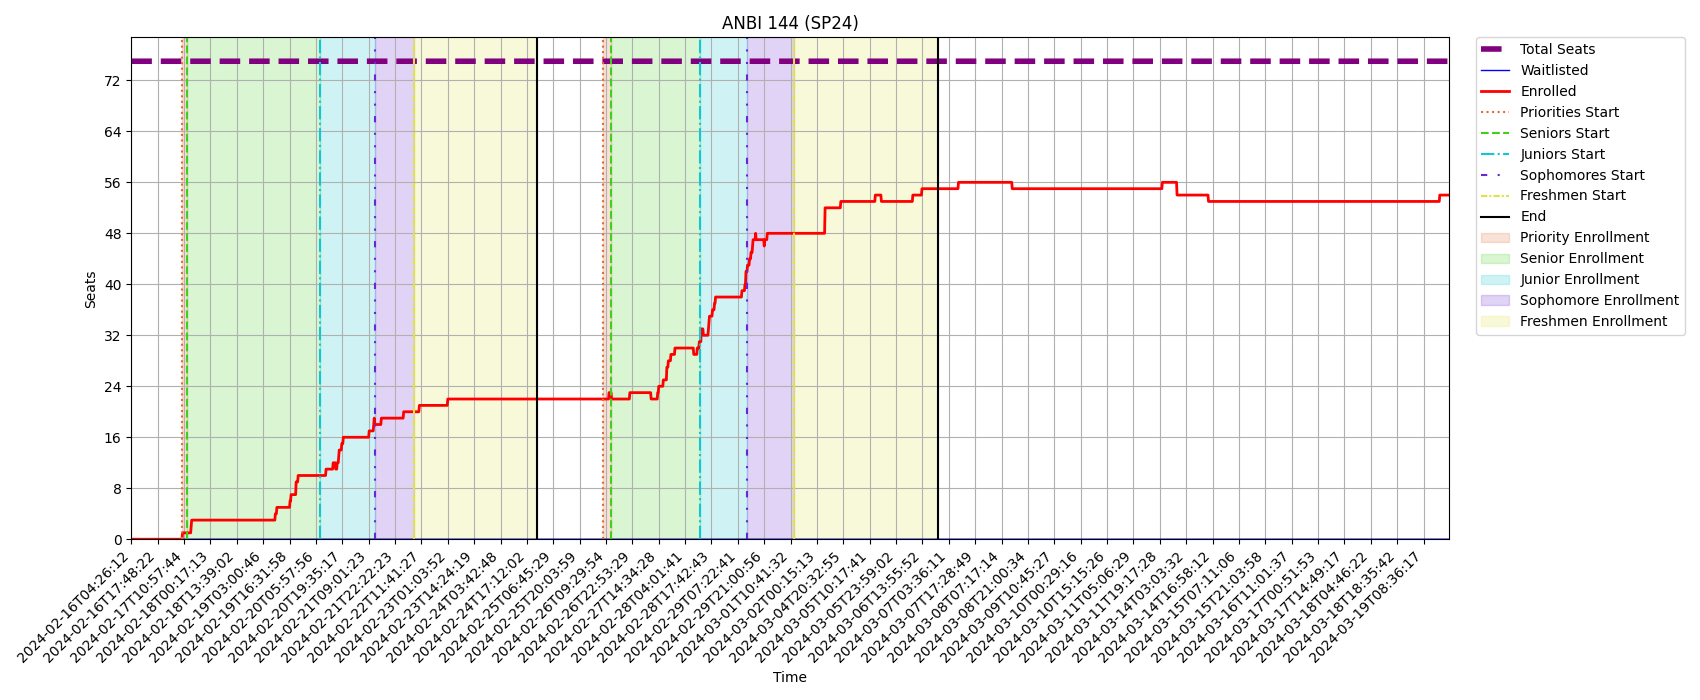 ANBI 144 (SP24)
Seats
72
64
56
48
40
32
24
16
8
0
2024-02-16T04:26:12
2024-02-16T17:48:22
2024-02-17T10:57:44
2024-02-18T00:17:13
2024-02-18T13:39:02
2024-02-19T03:00:46
2024-02-19T16:31:58
2024-02-20T05:57:56
2024-02-20T19:35:17
2024-02-21T09:01:23
2024-02-21T22:22:23
2024-02-22T11:41:27
2024-02-23T01:03:52
2024-02-23T14:24:19
2024-02-24T03:42:48
2024-02-24T17:12:02
2024-02-25T06:45:29
2024-02-25T20:03:59
2024-02-26T09:29:54
2024-02-26T22:53:29
2024-02-27T14:34:28
2024-02-28T04:01:41
2024-02-28T17:42:43
2024-02-29T07:22:41
2024-02-29T21:00:56
2024-03-01T10:41:32
2024-03-02T00:15:13
2024-03-04T20:32:55
2024-03-05T10:17:41
2024-03-05T23:59:02
2024-03-06T13:55:52
2024-03-07T03:36:11
2024-03-07T17:28:49
2024-03-08T07:17:14
2024-03-08T21:00:34
2024-03-09T10:45:27
2024-03-10T00:29:16
2024-03-10T15:15:26
2024-03-11T05:06:29
2024-03-11T19:17:28
2024-03-14T03:03:32
2024-03-14T16:58:12
2024-03-15T07:11:06
2024-03-15T21:03:58
2024-03-16T11:01:37
2024-03-17T00:51:53
2024-03-17T14:49:17
2024-03-18T04:46:22
2024-03-18T18:35:42
2024-03-19T08:36:17
Time
Total Seats
Waitlisted
Enrolled
Priorities Start
Seniors Start
Juniors Start
Sophomores Start
Freshmen Start
End
Priority Enrollment
Senior Enrollment
Junior Enrollment
Sophomore Enrollment
Freshmen Enrollment